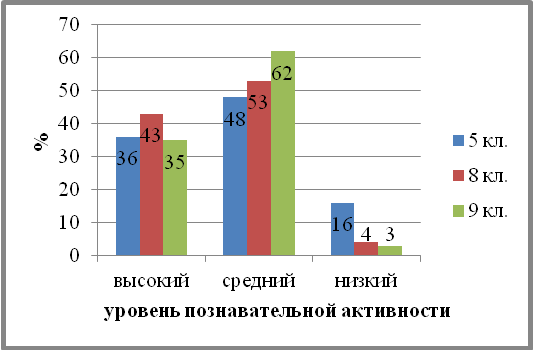 70
60
50
40
30
20
10
0
%
36
43
35
48
53
62
16
4
3
высокий
средний
низкий
уровень познавательной активности
5 кл.
8 кл.
9 кл.